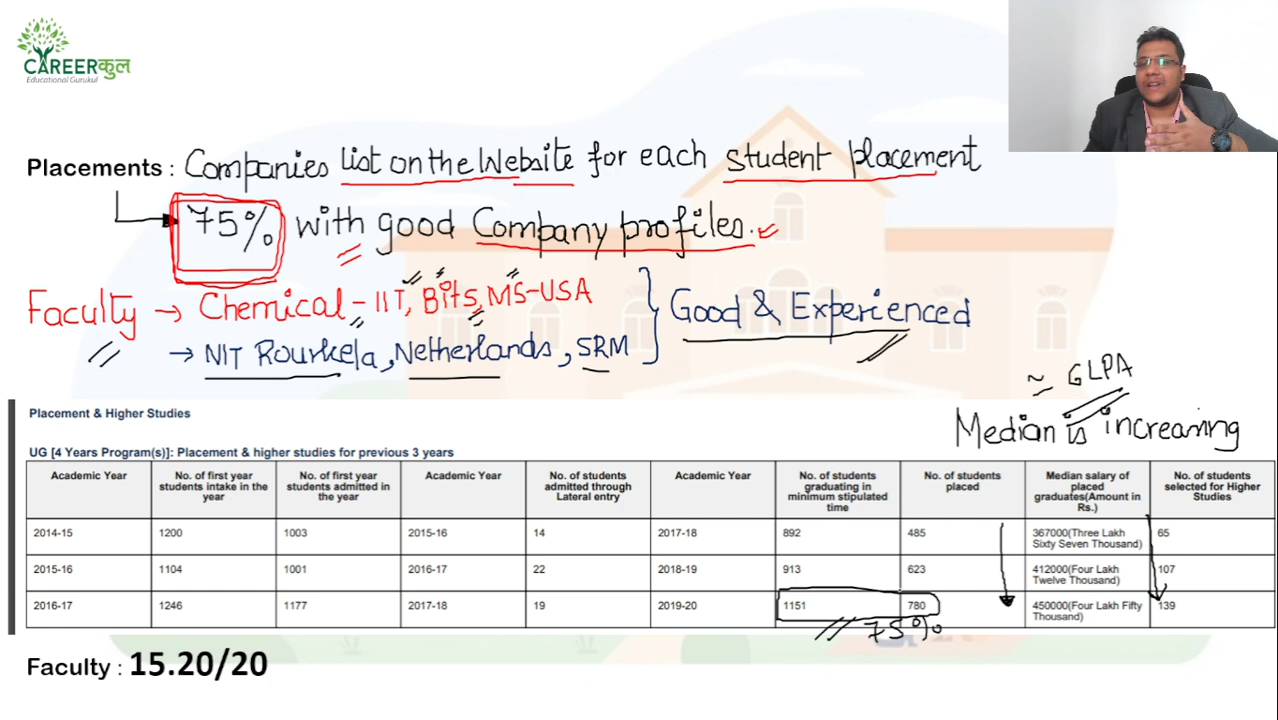 CAREERकुल
Educational Gurukul
Placements : Companies list on the Website for each student placement
75% with good Company profiles.
Faculty → Chemical - IIT, Bits, MS-USA
→ NIT Rourkela, Netherlands, SRM
Good & Experienced
≈ 6LPA
Median is increasing
Placement & Higher Studies
UG [4 Years Program(s)]: Placement & higher studies for previous 3 years
Academic Year No. of first year students intake in the year No. of first year students admitted in the year Academic Year No. of students admitted through Lateral entry Academic Year No. of students graduating in minimum stipulated time No. of students placed Median salary of placed graduates(Amount in Rs.) No. of students selected for Higher Studies
2014-15 1200 1003 2015-16 14 2017-18 892 485 367000(Three Lakh Sixty Seven Thousand) 65
2015-16 1104 1001 2016-17 22 2018-19 913 623 412000(Four Lakh Twelve Thousand) 107
2016-17 1246 1177 2017-18 19 2019-20 1151 780 450000(Four Lakh Fifty Thousand) 139
75%
Faculty : 15.20/20